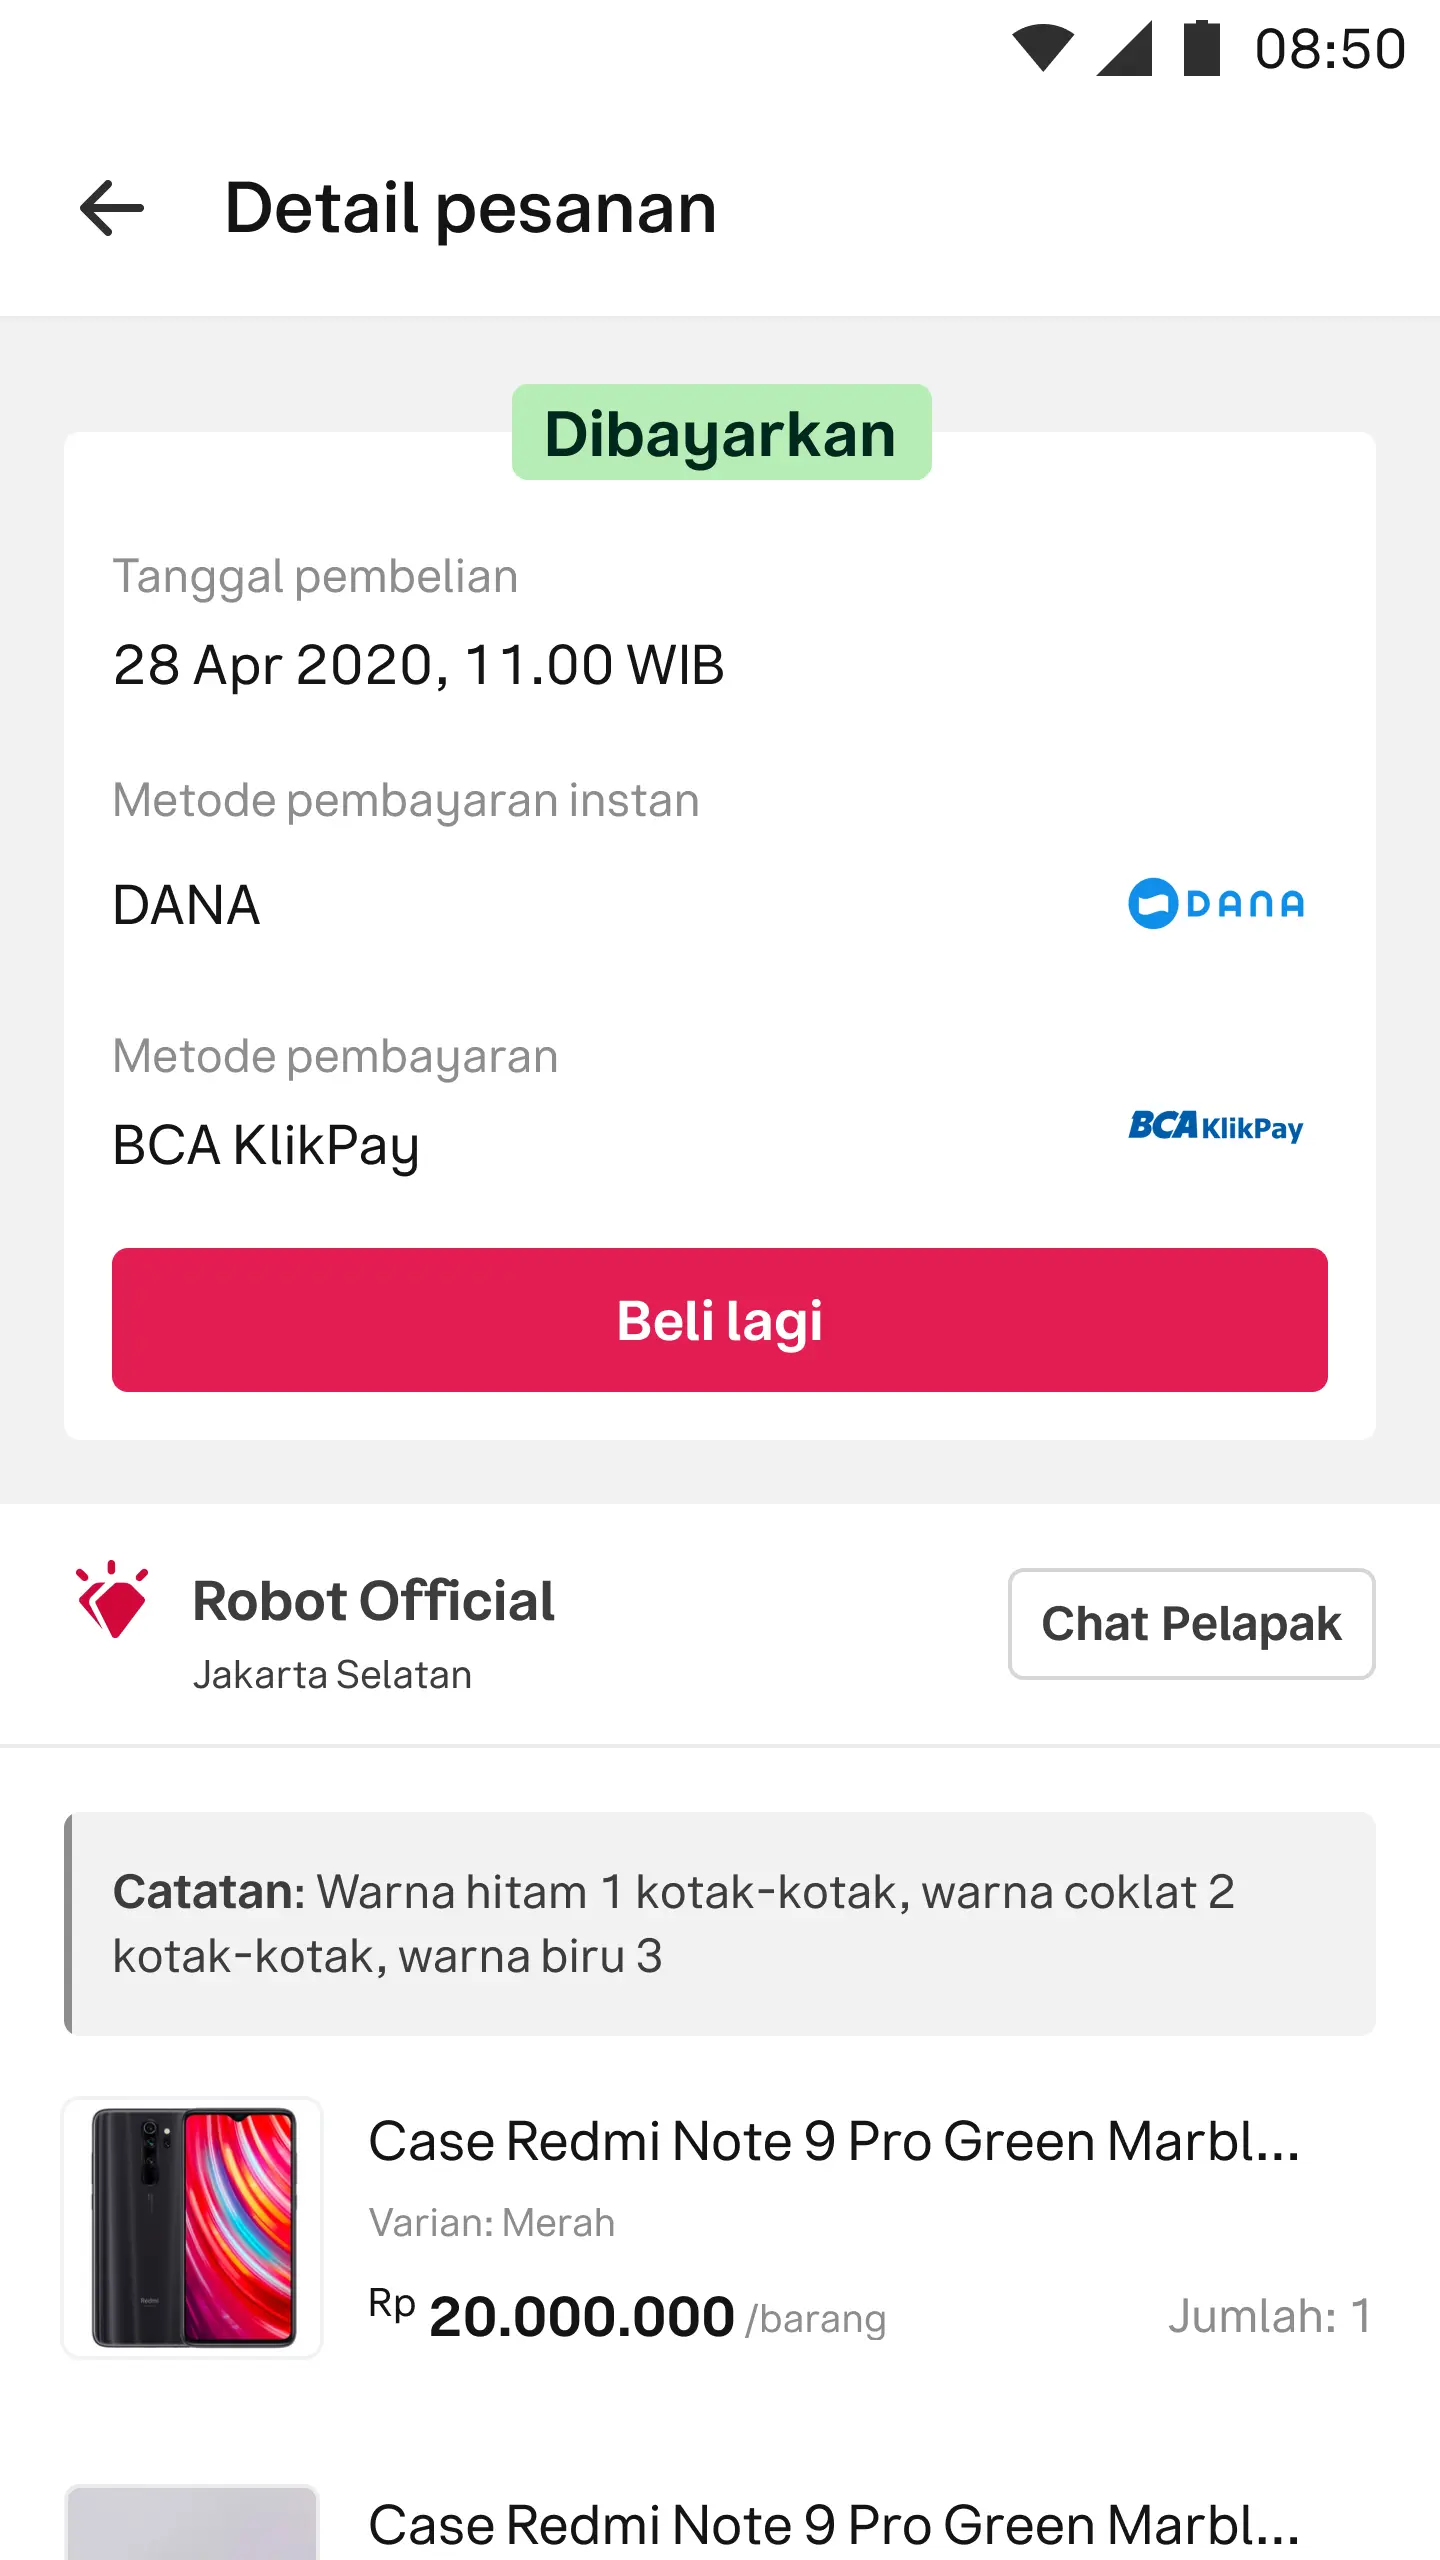 08:50
Detail pesanan
Dibayarkan
Tanggal pembelian
28 Apr 2020, 11.00 WIB
Metode pembayaran instan
DANA
DANA
Metode pembayaran
BCA KlikPay
BCA KlikPay
Beli lagi
Robot Official
Jakarta Selatan
Chat Pelapak
Catatan: Warna hitam 1 kotak-kotak, warna coklat 2
kotak-kotak, warna biru 3
Redmi
Case Redmi Note 9 Pro Green Marbl...
Varian: Merah
Rp 20.000.000 /barang
Jumlah: 1
Case Redmi Note 9 Pro Green Marbl...